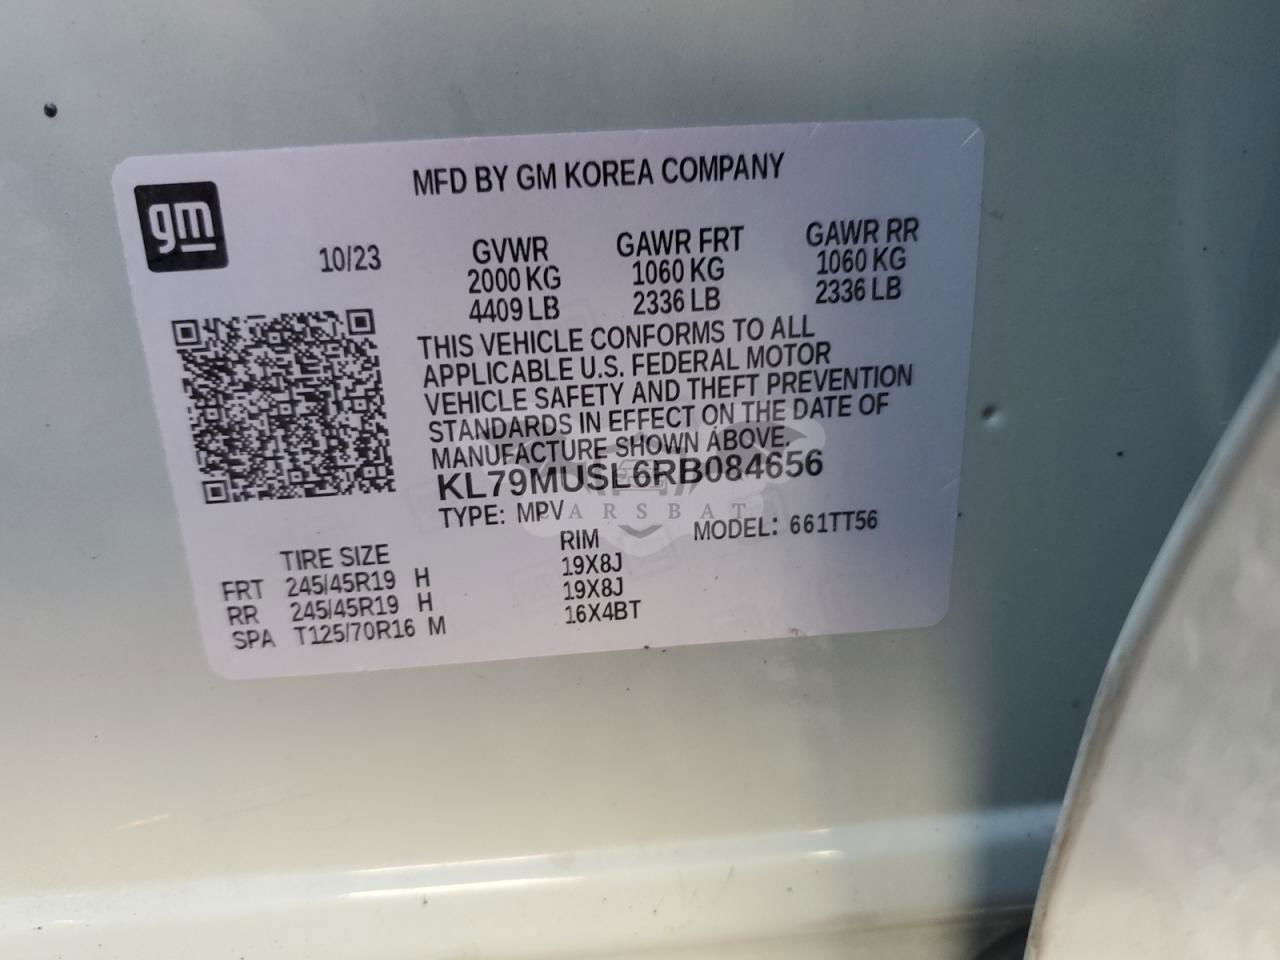 MFD BY GM KOREA COMPANY
gm
10/23 GVWR GAWR FRT GAWR RR
2000 KG 1060 KG 1060 KG
4409 LB 2336 LB 2336 LB
THIS VEHICLE CONFORMS TO ALL
APPLICABLE U.S. FEDERAL MOTOR
VEHICLE SAFETY AND THEFT PREVENTION
STANDARDS IN EFFECT ON THE DATE OF
MANUFACTURE SHOWN ABOVE.
KL79MUSL6RB084656
CARSBAT
TYPE: MPV MODEL: 661TT56
TIRE SIZE RIM
FRT 245/45R19 H 19X8J
RR 245/45R19 H 19X8J
SPA T125/70R16 M 16X4BT